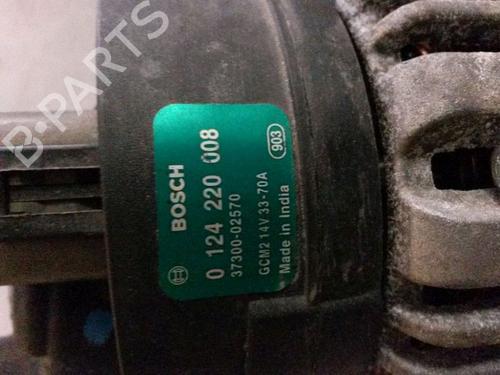 B-PARTS
BOSCH
0 124 220 008
37300-02570
GCM2 14V 33-70A
Made in India
903